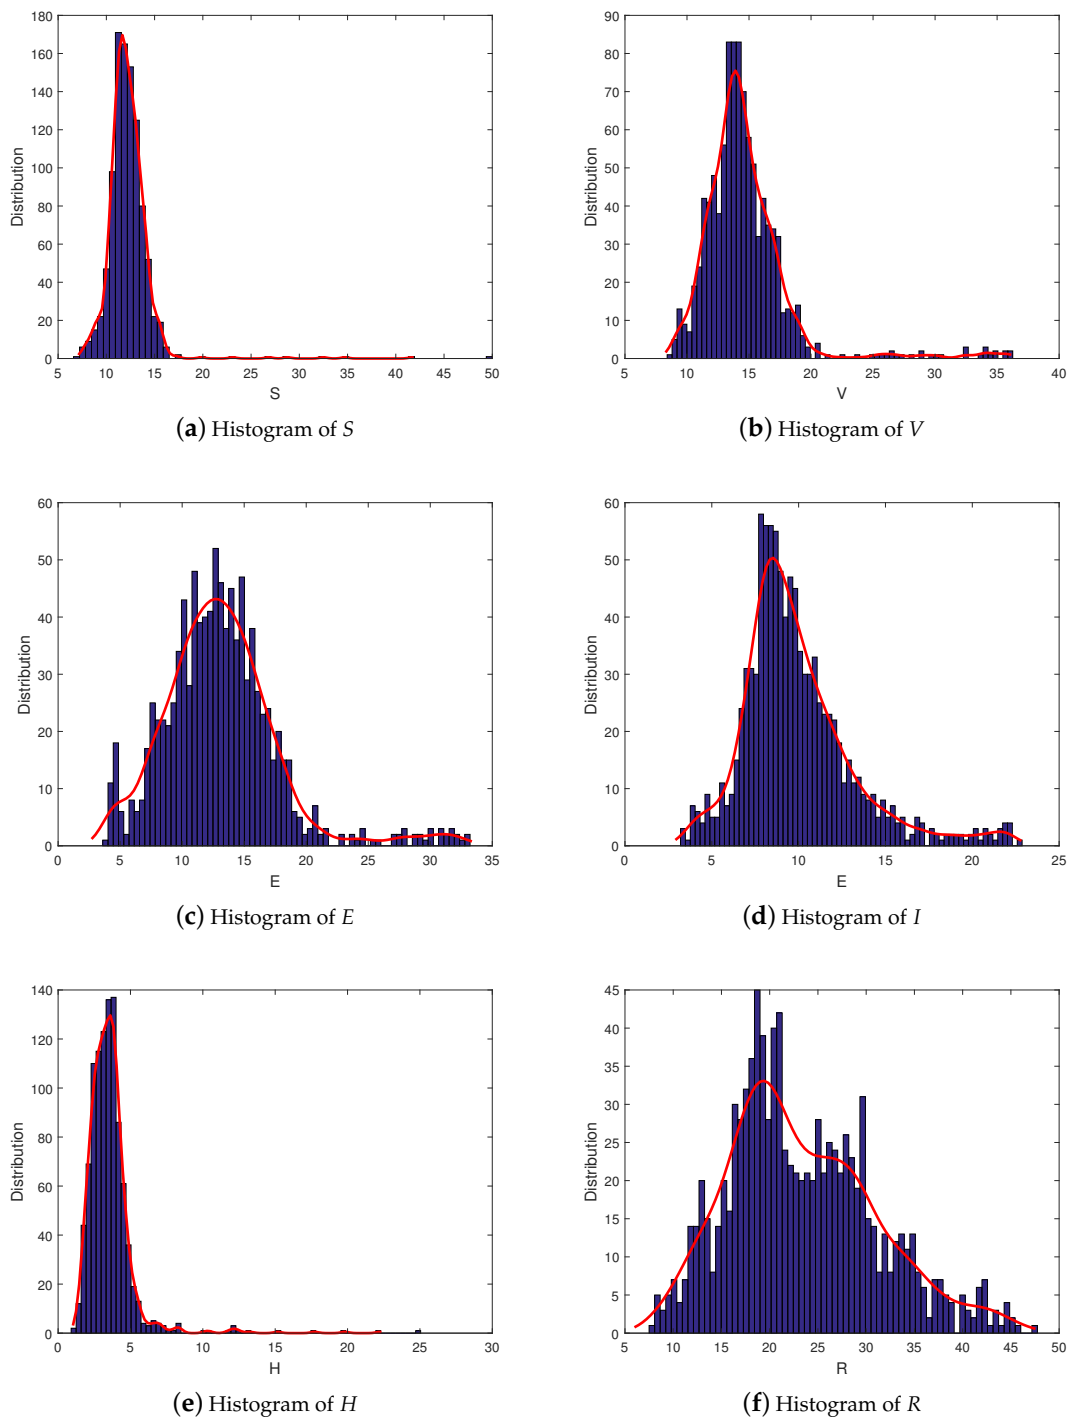 180
160
140
120
100
80
60
40
20
0
Distribution
5 10 15 20 25 30 35 40 45 50
S
(a) Histogram of S
90
80
70
60
50
40
30
20
10
0
Distribution
5 10 15 20 25 30 35 40
V
(b) Histogram of V
60
50
40
30
20
10
0
Distribution
0 5 10 15 20 25 30 35
E
(c) Histogram of E
60
50
40
30
20
10
0
Distribution
0 5 10 15 20 25
E
(d) Histogram of I
140
120
100
80
60
40
20
0
Distribution
0 5 10 15 20 25 30
H
(e) Histogram of H
45
40
35
30
25
20
15
10
5
0
Distribution
5 10 15 20 25 30 35 40 45 50
R
(f) Histogram of R